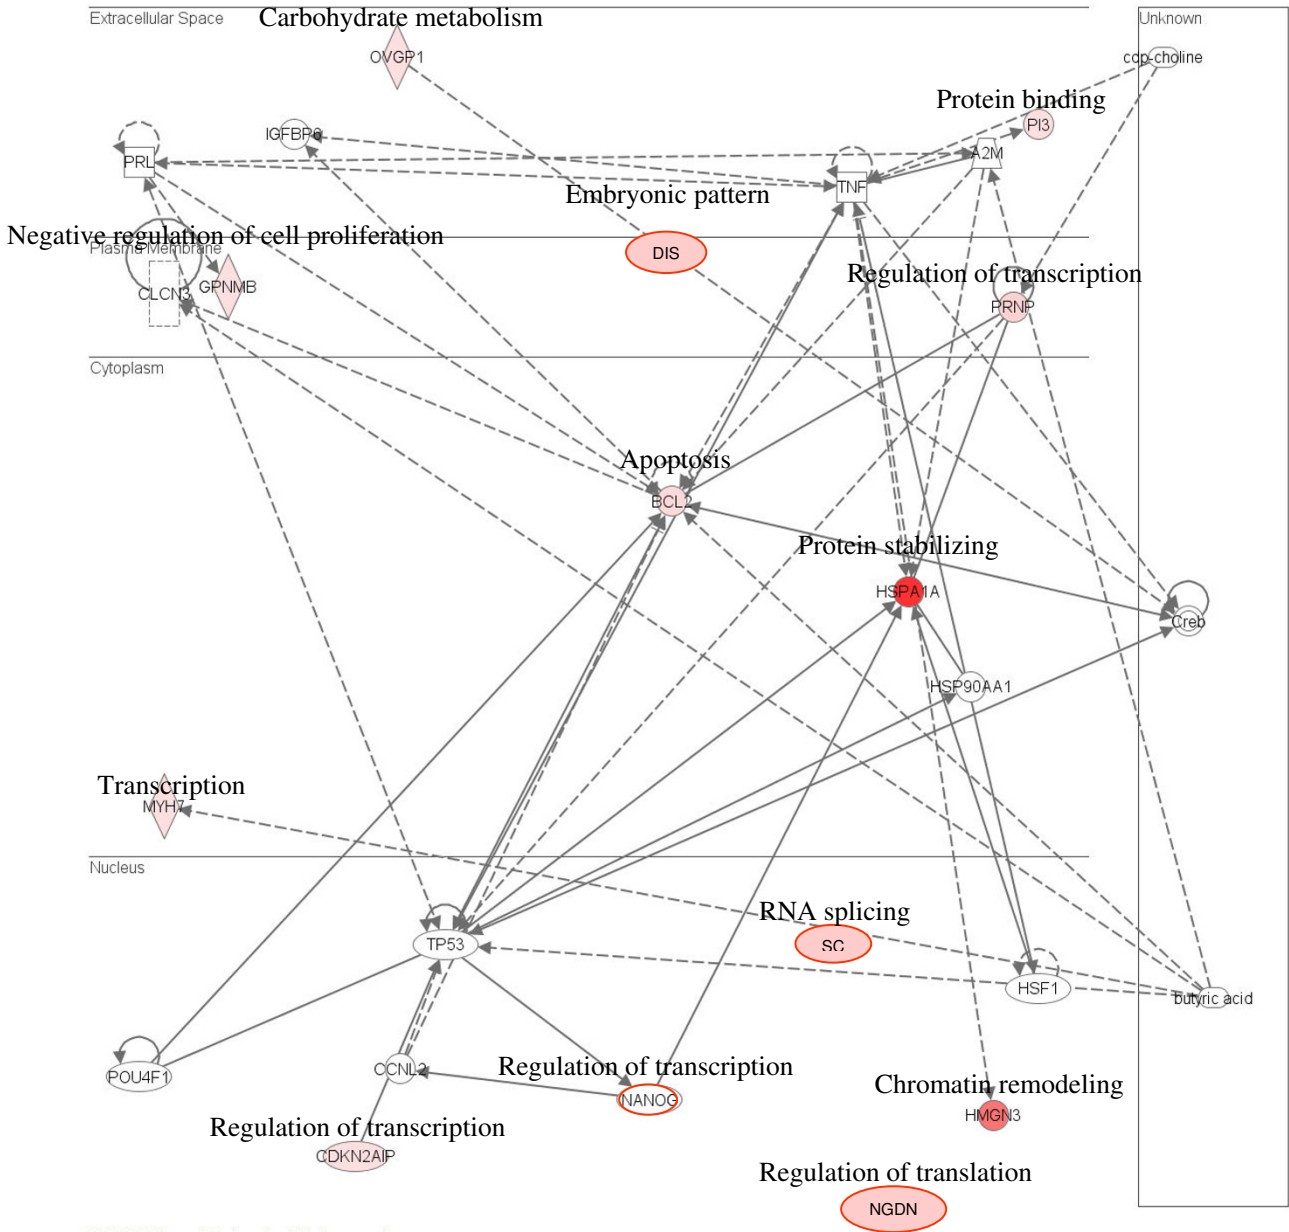 Carbohydrate metabolism
Extracellular Space
Unknown
OVGP1
cdp-choline
Protein binding
PI3
IGFBP6
PRL
A2M
TNF
Embryonic pattern
Negative regulation of cell proliferation
Plasma Membrane
DIS
Regulation of transcription
CLCN3
GPNMB
PRNP
Cytoplasm
Apoptosis
BCL2
Protein stabilizing
HSPA1A
Creb
HSP90AA1
Transcription
MYH7
Nucleus
RNA splicing
TP53
SC
HSF1
butyric acid
POU4F1
CCNL2
Regulation of transcription
NANOG
Chromatin remodeling
HMGN3
Regulation of transcription
CDKN2AIP
Regulation of translation
NGDN